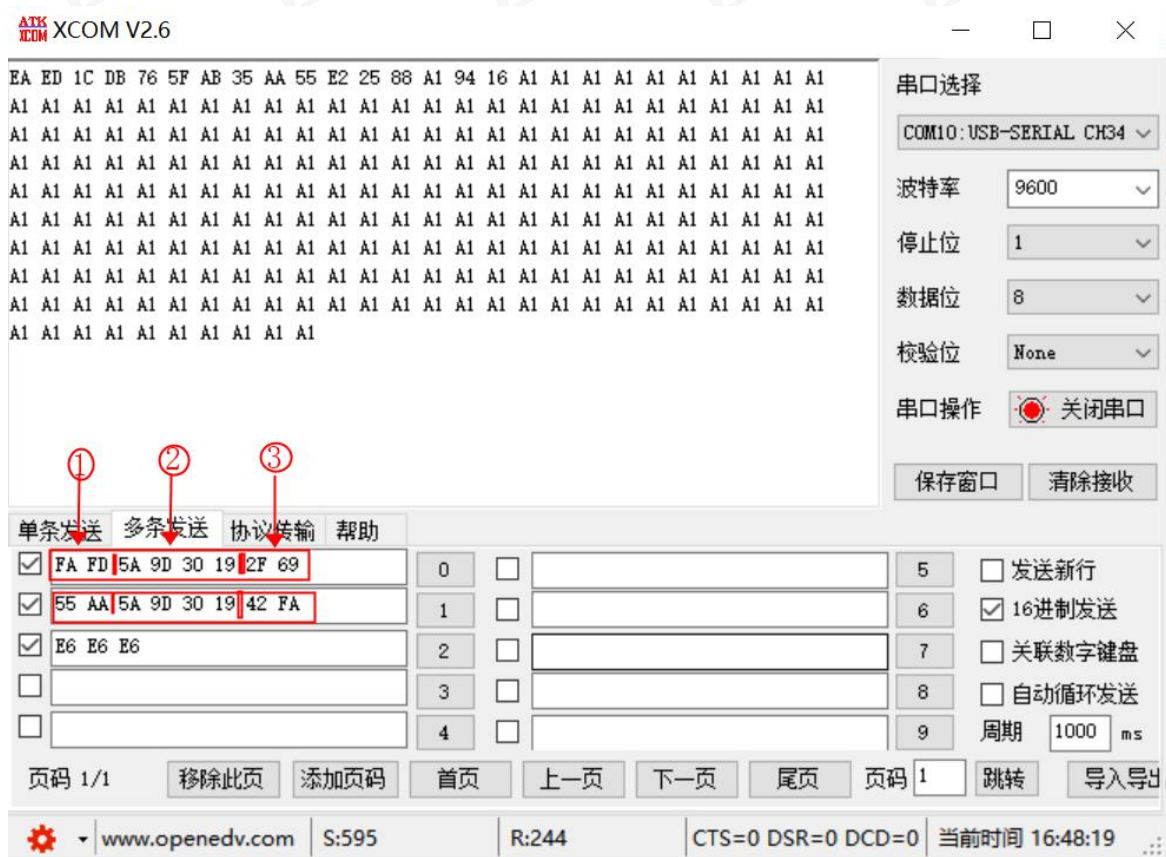 ATK XCOM XCOM V2.6
EA ED 1C DB 76 5F AB 35 AA 55 E2 25 88 A1 94 16 A1 A1 A1 A1 A1 A1 A1 A1 A1 A1
A1 A1 A1 A1 A1 A1 A1 A1 A1 A1 A1 A1 A1 A1 A1 A1 A1 A1 A1 A1 A1 A1 A1 A1 A1 A1
A1 A1 A1 A1 A1 A1 A1 A1 A1 A1 A1 A1 A1 A1 A1 A1 A1 A1 A1 A1 A1 A1 A1 A1 A1 A1
A1 A1 A1 A1 A1 A1 A1 A1 A1 A1 A1 A1 A1 A1 A1 A1 A1 A1 A1 A1 A1 A1 A1 A1 A1 A1
A1 A1 A1 A1 A1 A1 A1 A1 A1 A1 A1 A1 A1 A1 A1 A1 A1 A1 A1 A1 A1 A1 A1 A1 A1 A1
A1 A1 A1 A1 A1 A1 A1 A1 A1 A1 A1 A1 A1 A1 A1 A1 A1 A1 A1 A1 A1 A1 A1 A1 A1 A1
A1 A1 A1 A1 A1 A1 A1 A1 A1 A1 A1 A1 A1 A1 A1 A1 A1 A1 A1 A1 A1 A1 A1 A1 A1 A1
A1 A1 A1 A1 A1 A1 A1 A1 A1 A1 A1 A1 A1 A1 A1 A1 A1 A1 A1 A1 A1 A1 A1 A1 A1 A1
A1 A1 A1 A1 A1 A1 A1 A1 A1 A1 A1 A1 A1 A1 A1 A1 A1 A1 A1 A1 A1 A1 A1 A1 A1 A1
A1 A1 A1 A1 A1 A1 A1 A1 A1 A1
串口选择
COM10:USB-SERIAL CH34
波特率 9600
停止位 1
数据位 8
校验位 None
串口操作 关闭串口
保存窗口 清除接收
① ② ③
单条发送 多条发送 协议传输 帮助
FA FD 5A 9D 30 19 2F 69 0 5 发送新行
55 AA 5A 9D 30 19 42 FA 1 6 16进制发送
E6 E6 E6 2 7 关联数字键盘
3 8 自动循环发送
4 9 周期 1000 ms
页码 1/1 移除此页 添加页码 首页 上一页 下一页 尾页 页码 1 跳转 导入导出
www.openedv.com S:595 R:244 CTS=0 DSR=0 DCD=0 当前时间 16:48:19